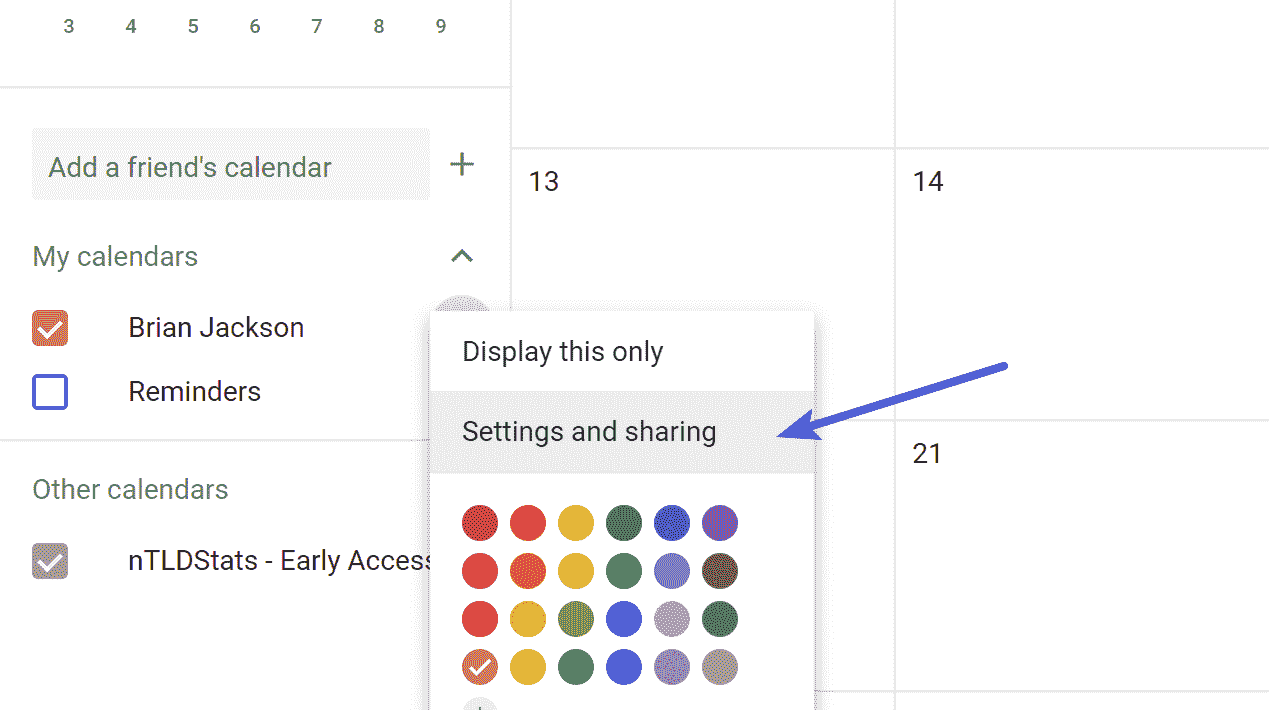 3 4 5 6 7 8 9
Add a friend's calendar
13
14
My calendars
Brian Jackson
Display this only
Reminders
Settings and sharing
21
Other calendars
nTLDStats - Early Access